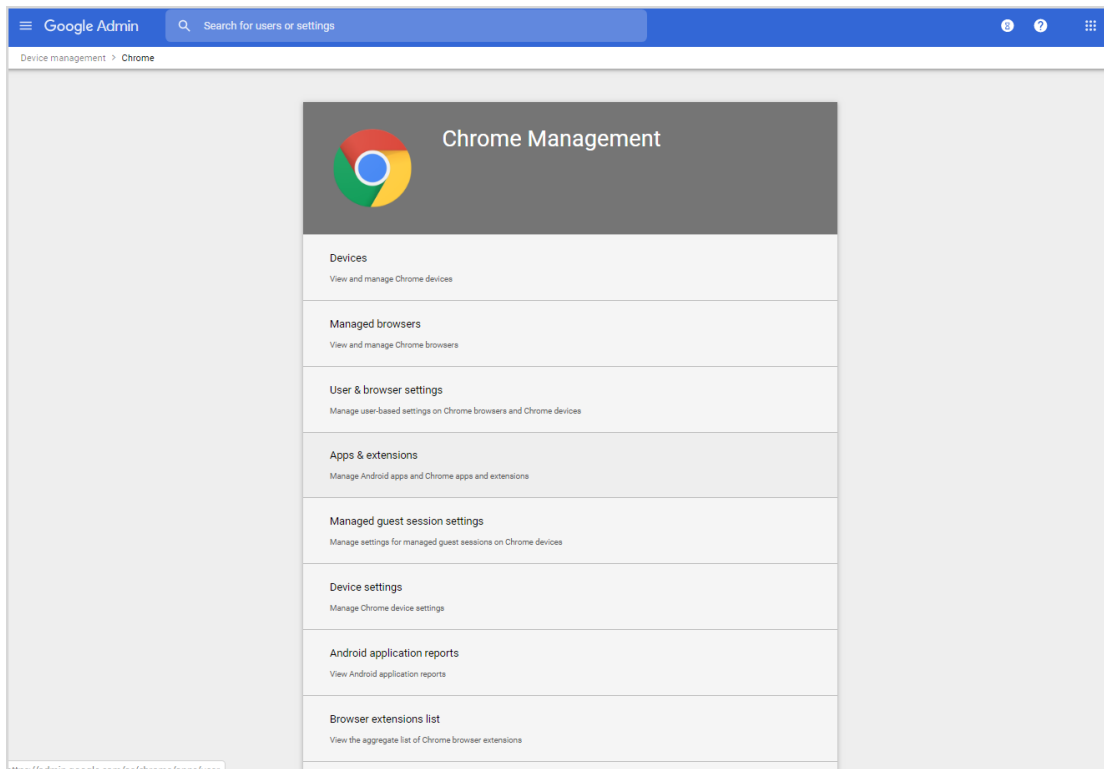 Google Admin
Search for users or settings
Device management > Chrome
Chrome Management
Devices
View and manage Chrome devices
Managed browsers
View and manage Chrome browsers
User & browser settings
Manage user-based settings on Chrome browsers and Chrome devices
Apps & extensions
Manage Android apps and Chrome apps and extensions
Managed guest session settings
Manage settings for managed guest sessions on Chrome devices
Device settings
Manage Chrome device settings
Android application reports
View Android application reports
Browser extensions list
View the aggregate list of Chrome browser extensions